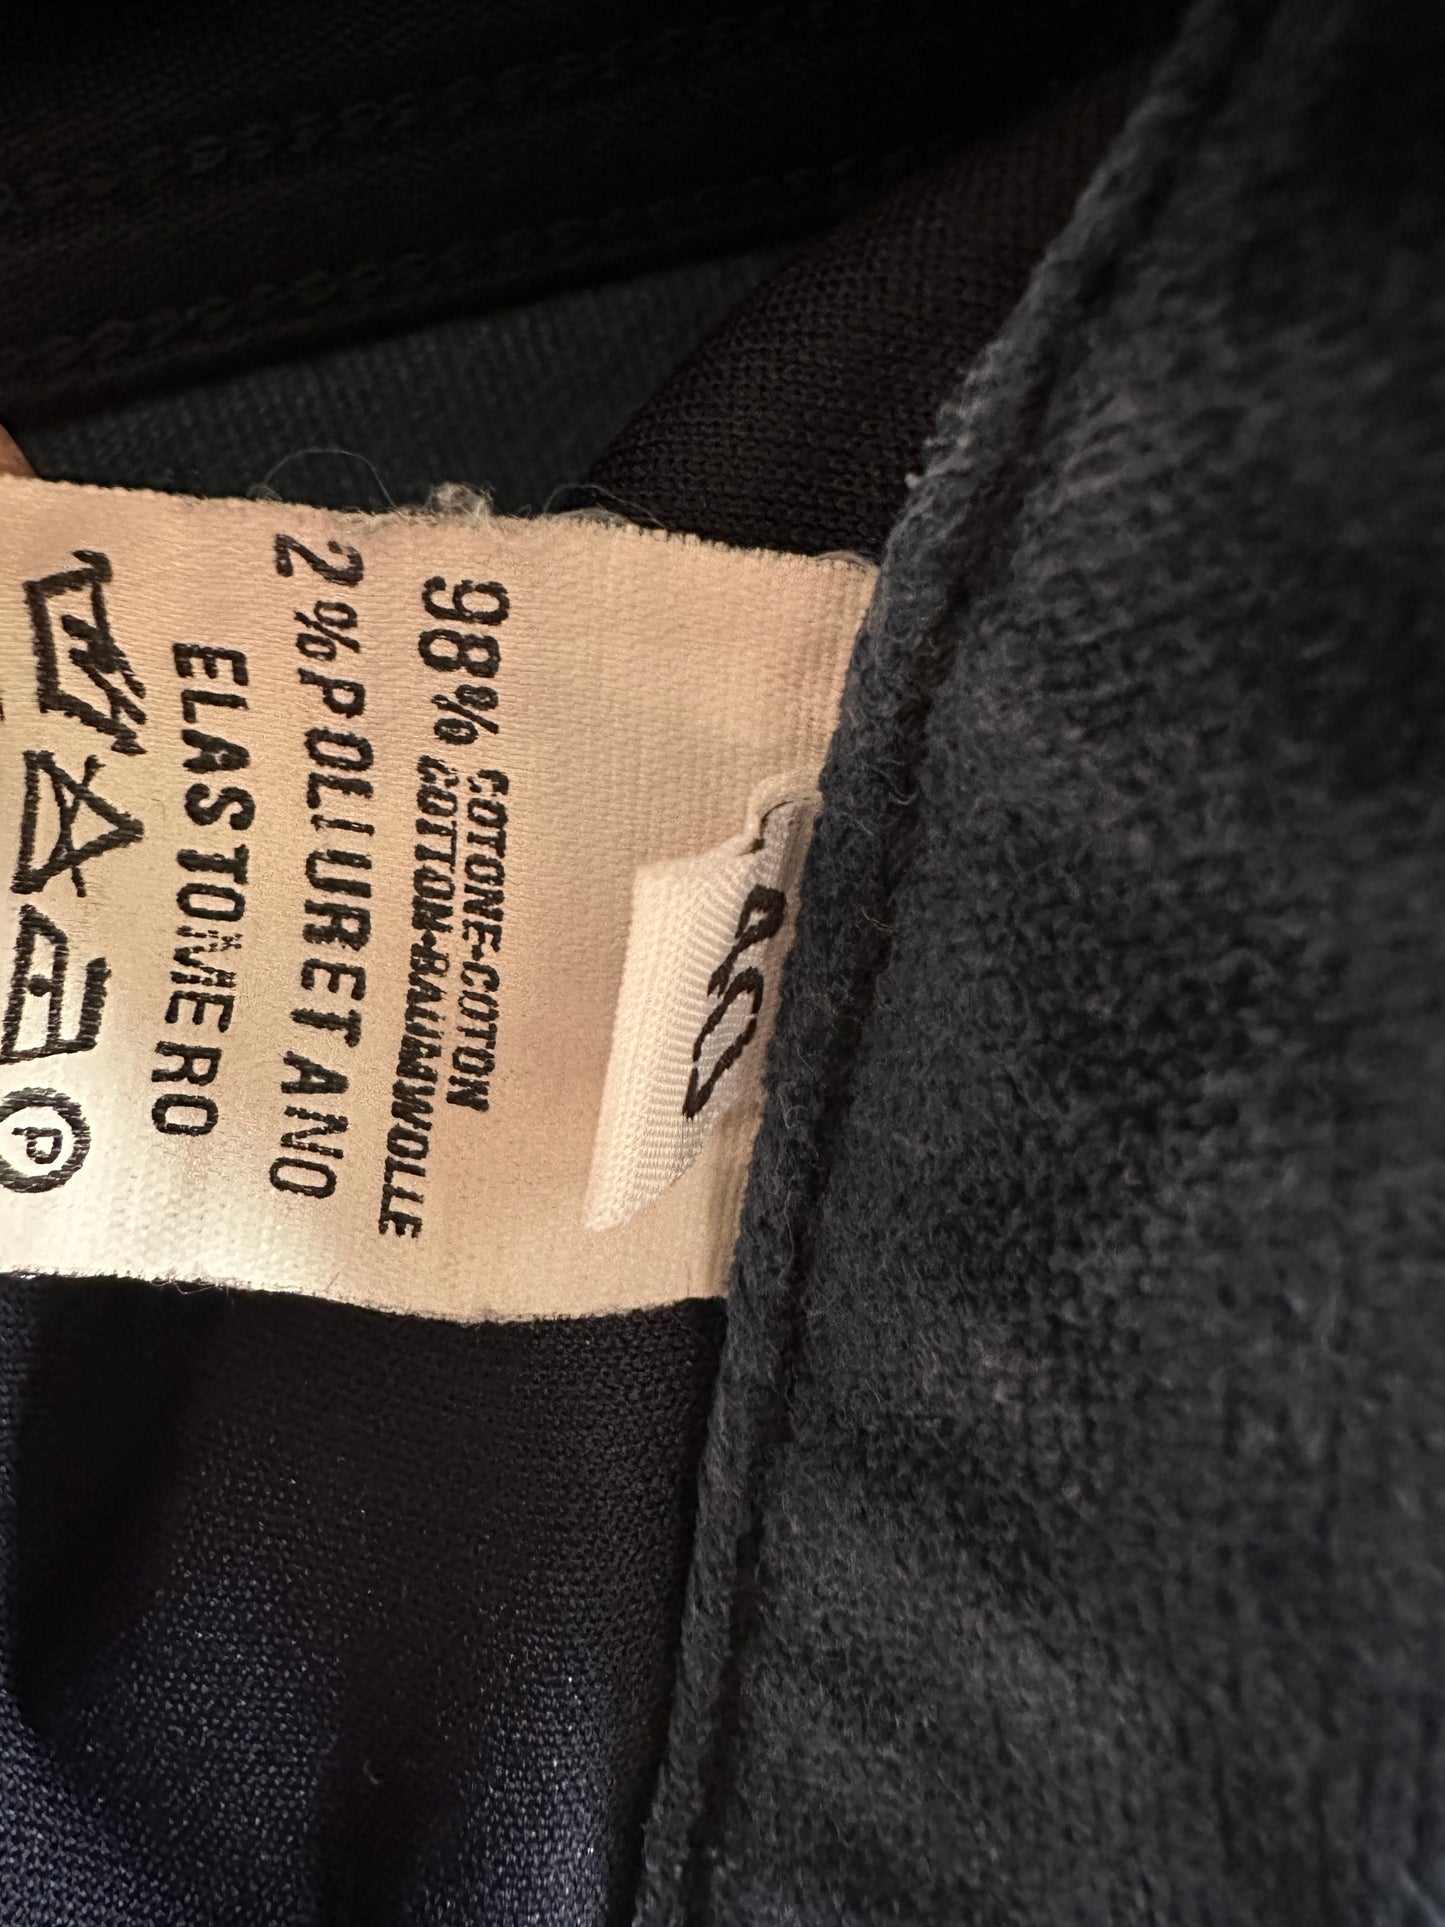 98% COTONE-COTON
COTTON-BAUMWOLLE
2% POLIURETANO
ELASTOMERO
P